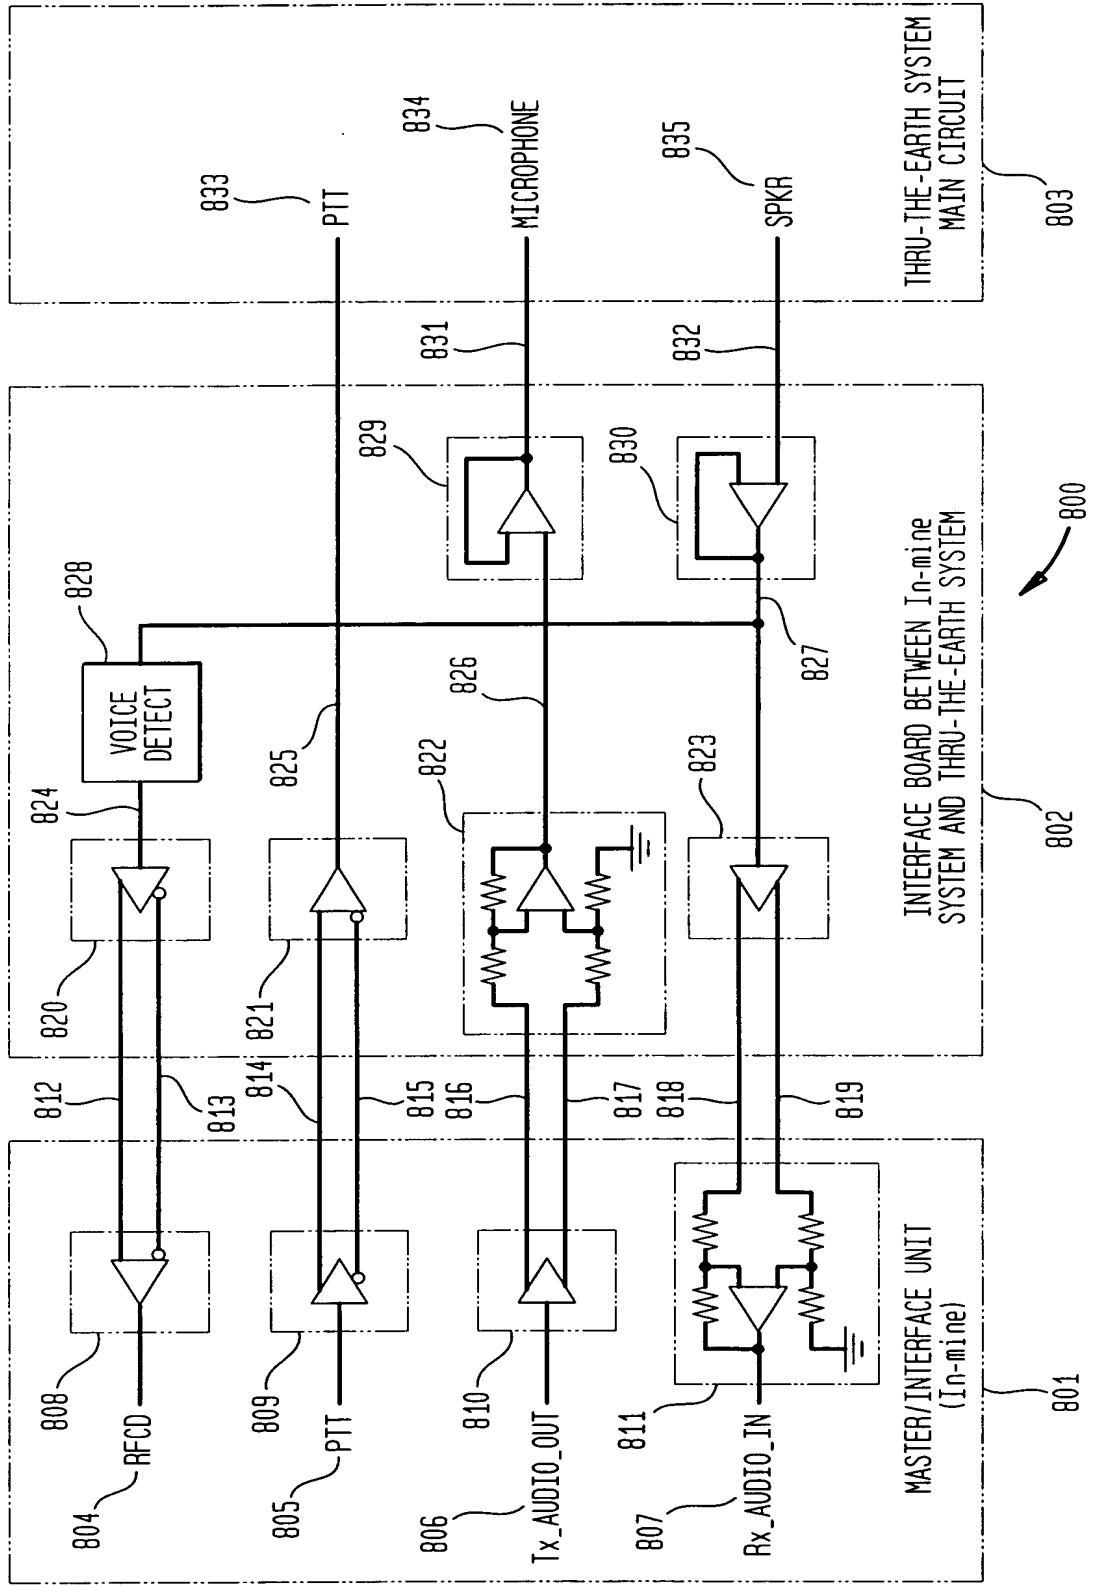 804
RFCD
808
812
813
820
824
VOICE
DETECT
828
805
PTT
809
814
815
821
825
PTT
833
806
Tx_AUDIO_OUT
810
816
817
822
826
829
831
MICROPHONE
834
807
Rx_AUDIO_IN
811
818
819
823
827
830
832
SPKR
835
MASTER/INTERFACE UNIT
(In-mine)
801
INTERFACE BOARD BETWEEN In-mine
SYSTEM AND THRU-THE-EARTH SYSTEM
802
THRU-THE-EARTH SYSTEM
MAIN CIRCUIT
803
800